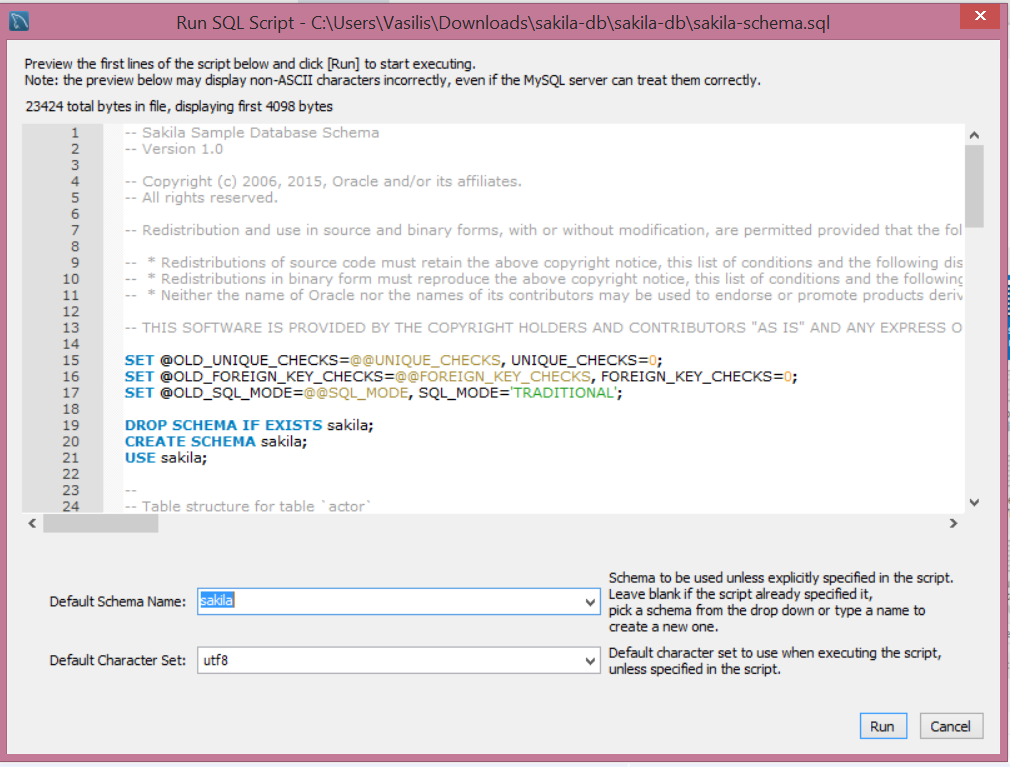 Run SQL Script - C:\Users\Vasilis\Downloads\sakila-db\sakila-db\sakila-schema.sql
Preview the first lines of the script below and click [Run] to start executing.
Note: the preview below may display non-ASCII characters incorrectly, even if the MySQL server can treat them correctly.
23424 total bytes in file, displaying first 4098 bytes
1 -- Sakila Sample Database Schema
2 -- Version 1.0
3
4 -- Copyright (c) 2006, 2015, Oracle and/or its affiliates.
5 -- All rights reserved.
6
7 -- Redistribution and use in source and binary forms, with or without modification, are permitted provided that the fol
8
9 --  * Redistributions of source code must retain the above copyright notice, this list of conditions and the following dis
10 --  * Redistributions in binary form must reproduce the above copyright notice, this list of conditions and the following
11 --  * Neither the name of Oracle nor the names of its contributors may be used to endorse or promote products deriv
12
13 -- THIS SOFTWARE IS PROVIDED BY THE COPYRIGHT HOLDERS AND CONTRIBUTORS "AS IS" AND ANY EXPRESS O
14
15 SET @OLD_UNIQUE_CHECKS=@@UNIQUE_CHECKS, UNIQUE_CHECKS=0;
16 SET @OLD_FOREIGN_KEY_CHECKS=@@FOREIGN_KEY_CHECKS, FOREIGN_KEY_CHECKS=0;
17 SET @OLD_SQL_MODE=@@SQL_MODE, SQL_MODE='TRADITIONAL';
18
19 DROP SCHEMA IF EXISTS sakila;
20 CREATE SCHEMA sakila;
21 USE sakila;
22
23 --
24 -- Table structure for table `actor`
Default Schema Name: sakila
Schema to be used unless explicitly specified in the script.
Leave blank if the script already specified it,
pick a schema from the drop down or type a name to
create a new one.
Default Character Set: utf8
Default character set to use when executing the script,
unless specified in the script.
Run Cancel